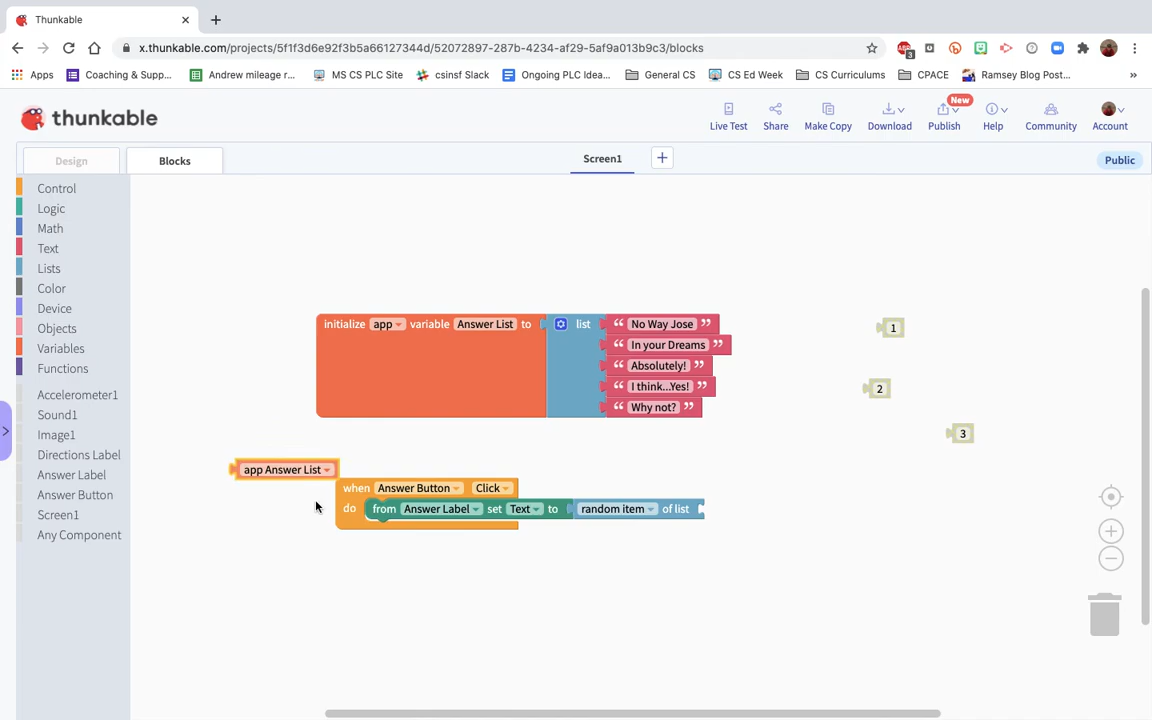 Thunkable
x.thunkable.com/projects/5f1f3d6e92f3b5a66127344d/52072897-287b-4234-af29-5af9a013b9c3/blocks
3
Apps Coaching & Supp... Andrew mileage r... MS CS PLC Site csinsf Slack Ongoing PLC Idea... General CS CS Ed Week CS Curriculums CPACE Ramsey Blog Post... »
thunkable
New
Live Test Share Make Copy Download Publish Help Community Account
Design Blocks Screen1 Public
Control
Logic
Math
Text
Lists
Color
Device
Objects
Variables
Functions
Accelerometer1
Sound1
Image1
Directions Label
Answer Label
Answer Button
Screen1
Any Component
initialize app variable Answer List to list “ No Way Jose ”
“ In your Dreams ”
“ Absolutely! ”
“ I think...Yes! ”
“ Why not? ”
1
2
3
app Answer List
when Answer Button Click
do from Answer Label set Text to random item of list